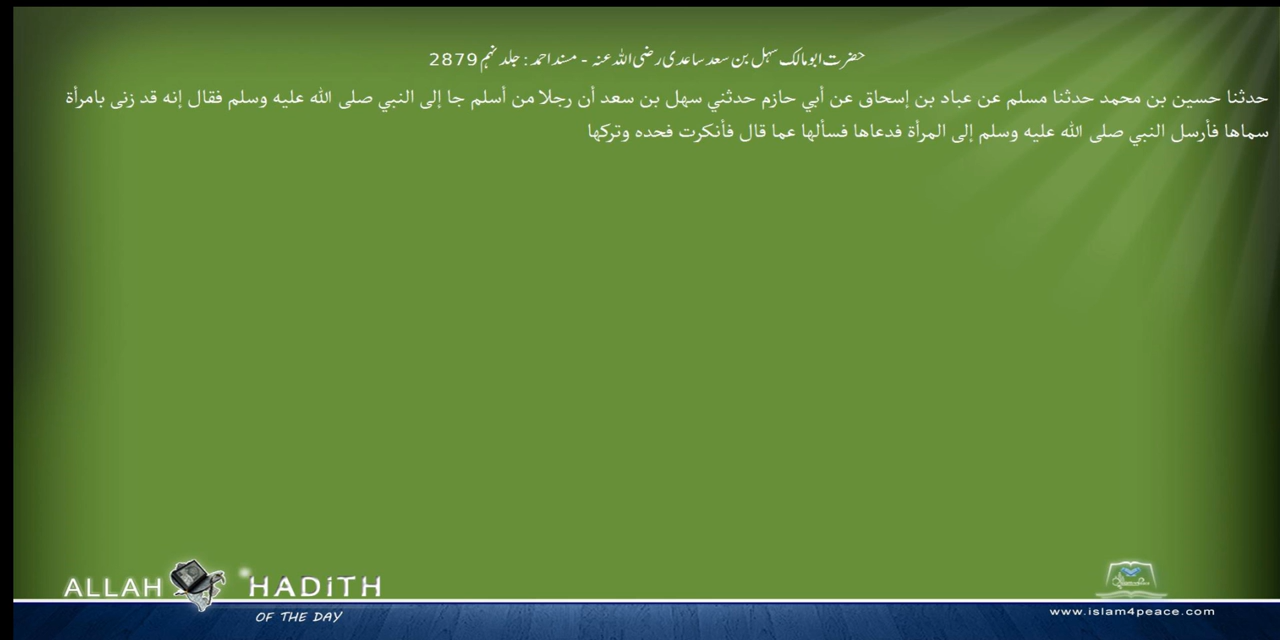 حضرت ابومالک سہل بن سعد ساعدی رضی اللہ عنہ - مسند احمد : جلد نہم 2879
حدثنا حسين بن محمد حدثنا مسلم عن عباد بن إسحاق عن أبي حازم حدثني سهل بن سعد أن رجلا من أسلم جا إلى النبي صلى الله عليه وسلم فقال إنه قد زنى بامرأة
سماها فأرسل النبي صلى الله عليه وسلم إلى المرأة فدعاها فسألها عما قال فأنكرت فحده وتركها
ALLAH HADITH
OF THE DAY
www.islam4peace.com